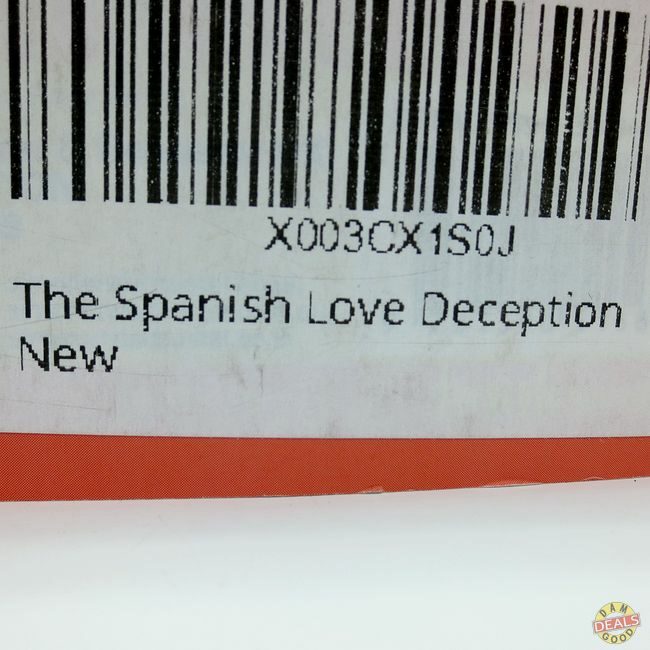 X003CX1S0J
The Spanish Love Deception
New
DAM
DEALS
GOOD